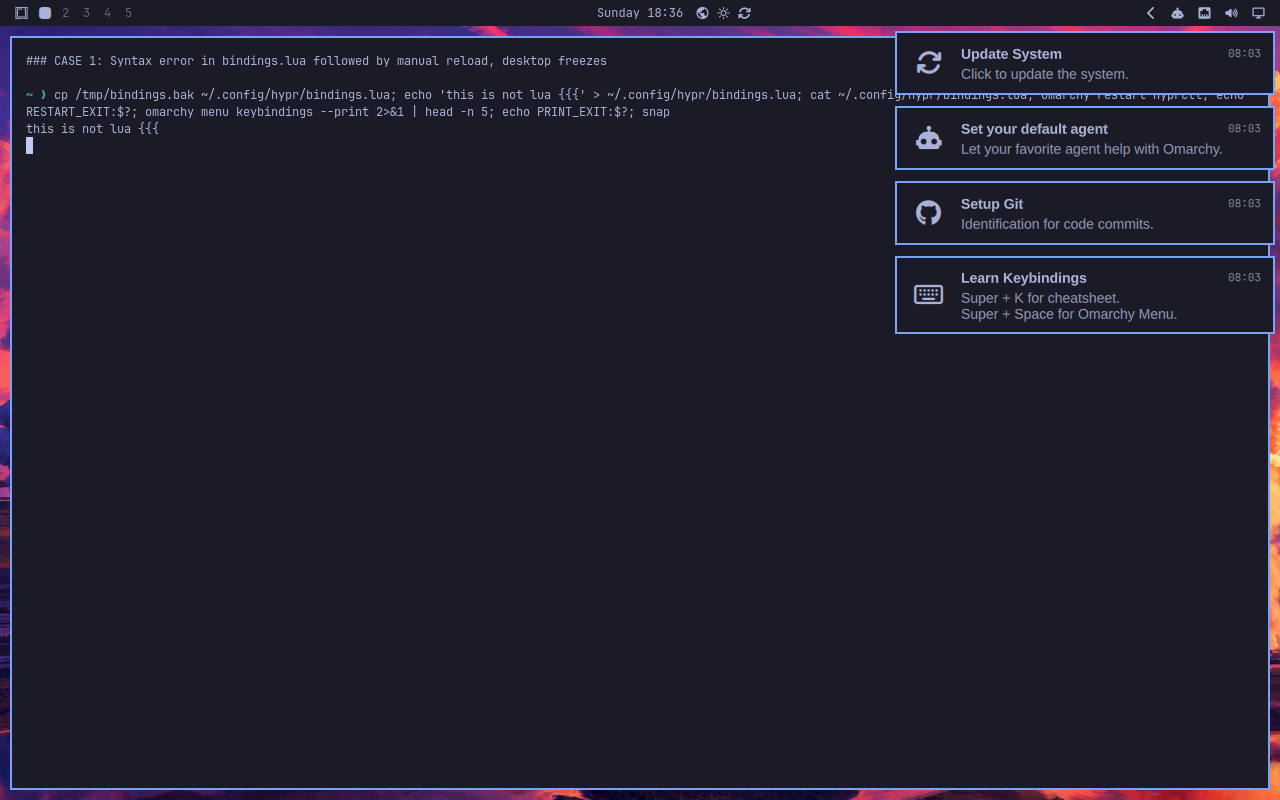 2 3 4 5
Sunday 18:36
### CASE 1: Syntax error in bindings.lua followed by manual reload, desktop freezes
~ ❯ cp /tmp/bindings.bak ~/.config/hypr/bindings.lua; echo 'this is not lua {{{' > ~/.config/hypr/bindings.lua; cat ~/.config/hypr/bindings.lua; omarchy restart hyprctl; echo
RESTART_EXIT:$?; omarchy menu keybindings --print 2>&1 | head -n 5; echo PRINT_EXIT:$?; snap
this is not lua {{{
Update System 08:03
Click to update the system.
Set your default agent 08:03
Let your favorite agent help with Omarchy.
Setup Git 08:03
Identification for code commits.
Learn Keybindings 08:03
Super + K for cheatsheet.
Super + Space for Omarchy Menu.